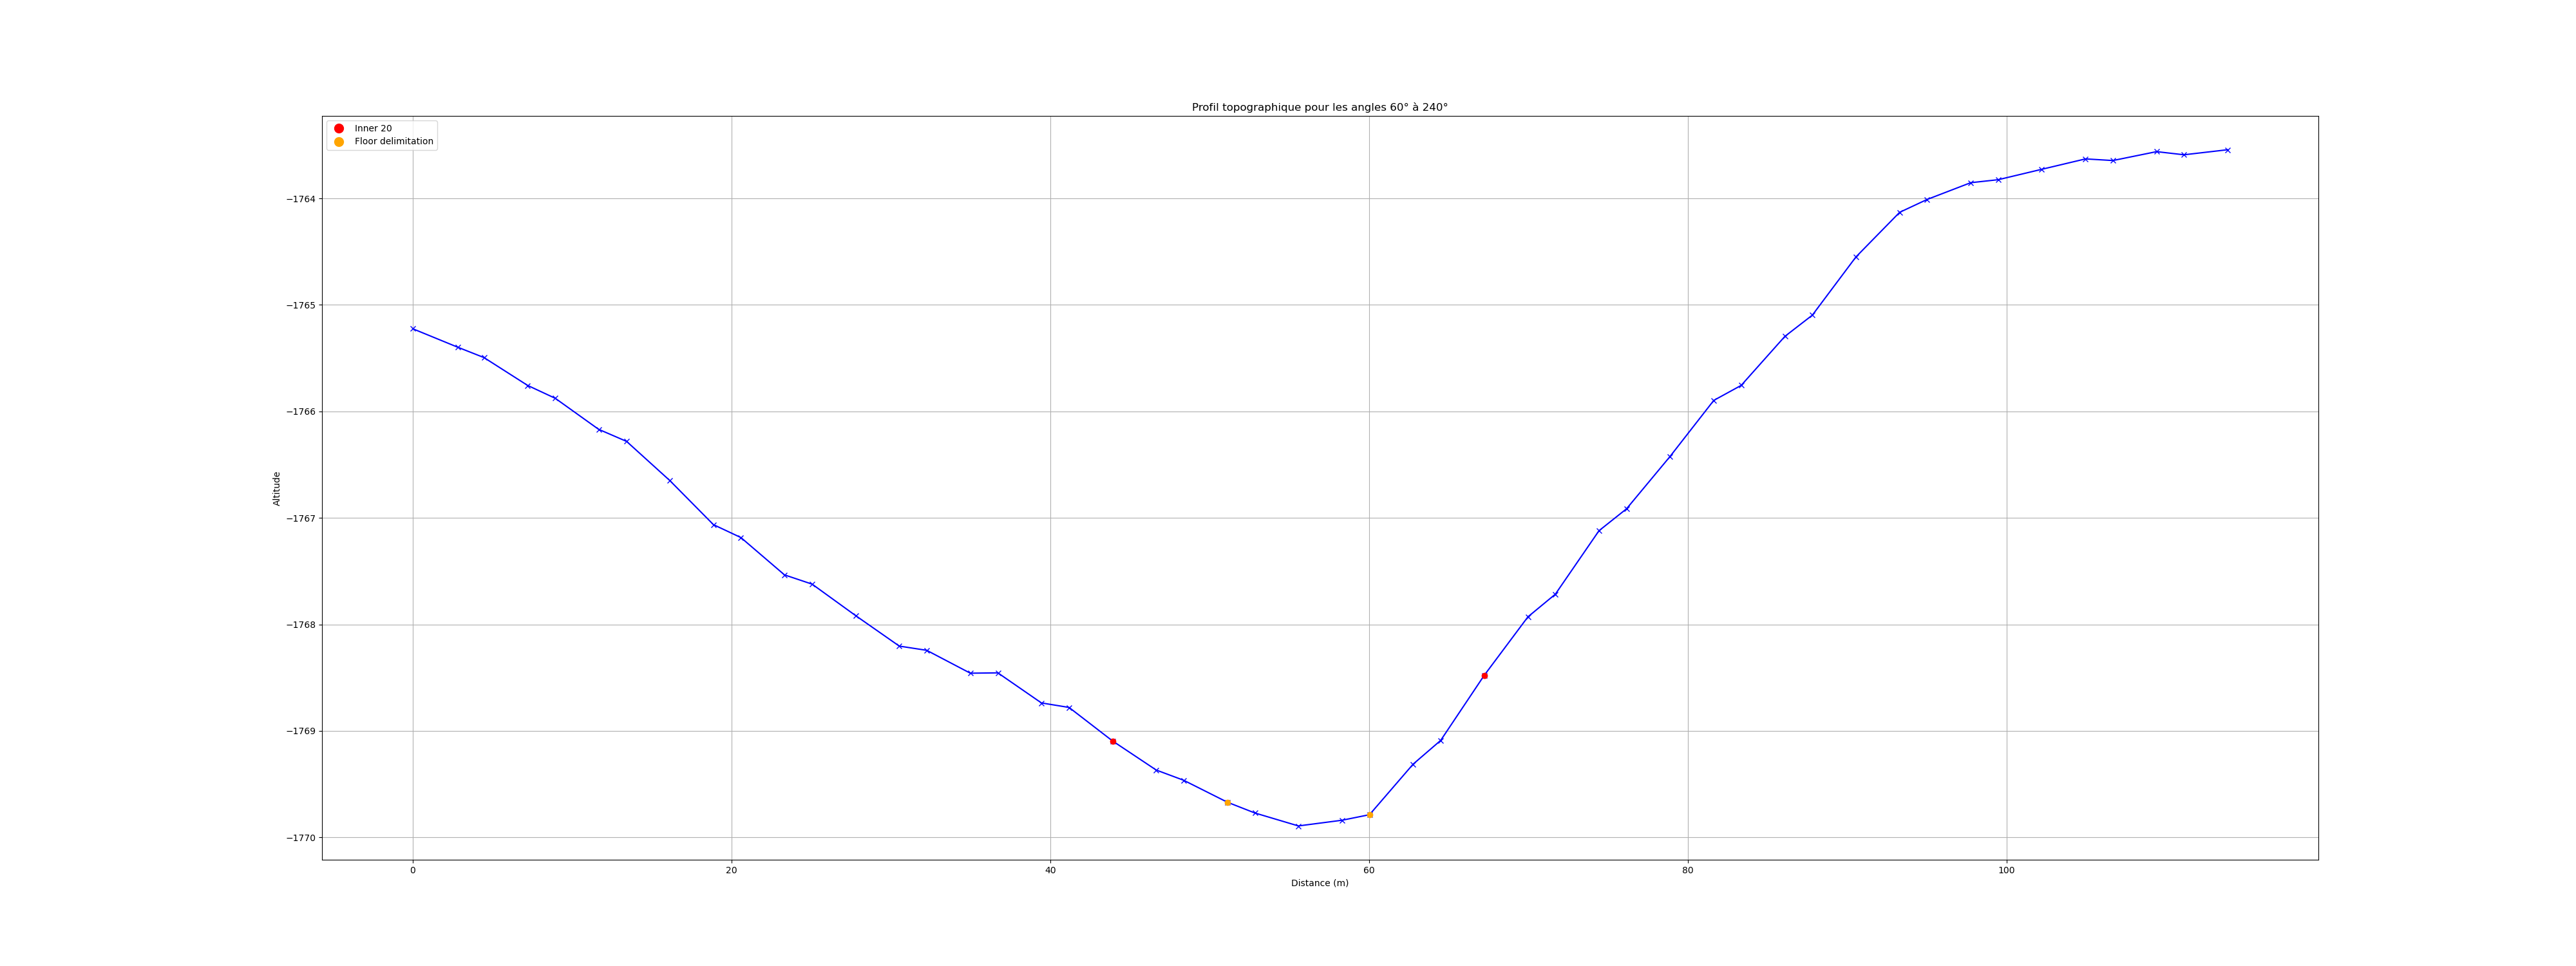 Profil topographique pour les angles 60° à 240°
Inner 20
Floor delimitation
−1764
−1765
−1766
−1767
−1768
−1769
−1770
Altitude
0 20 40 60 80 100
Distance (m)